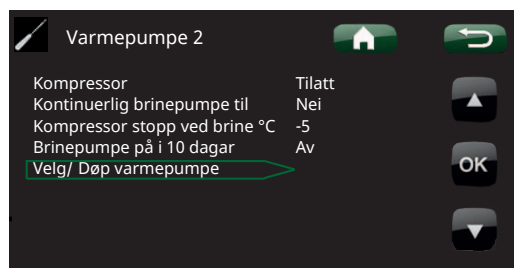 Varmepumpe 2
Kompressor Tilatt
Kontinuerlig brinepumpe til Nei
Kompressor stopp ved brine °C -5
Brinepumpe på i 10 dagar Av
Velg/ Døp varmepumpe
OK